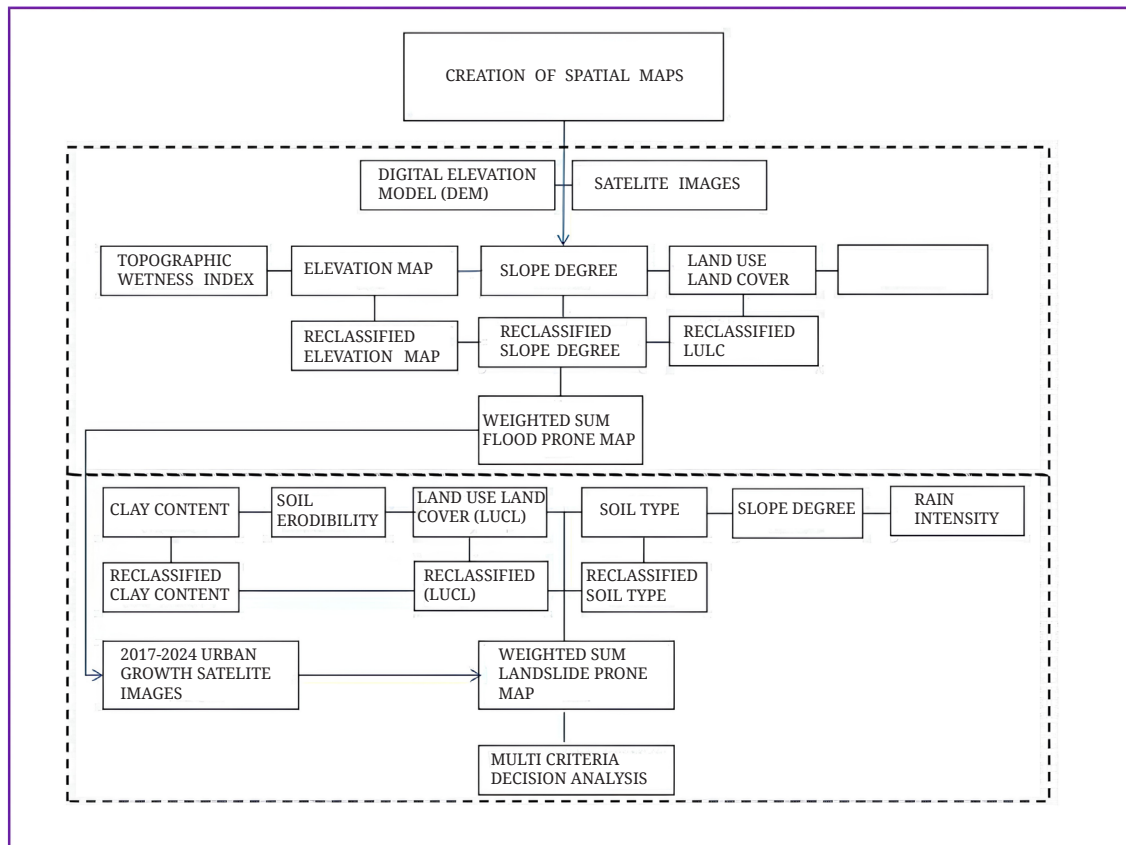 CREATION OF SPATIAL MAPS
DIGITAL ELEVATION
MODEL (DEM)
SATELITE IMAGES
TOPOGRAPHIC
WETNESS INDEX
ELEVATION MAP
SLOPE DEGREE
LAND USE
LAND COVER
RECLASSIFIED
ELEVATION MAP
RECLASSIFIED
SLOPE DEGREE
RECLASSIFIED
LULC
WEIGHTED SUM
FLOOD PRONE MAP
CLAY CONTENT
SOIL
ERODIBILITY
LAND USE LAND
COVER (LUCL)
SOIL TYPE
SLOPE DEGREE
RAIN
INTENSITY
RECLASSIFIED
CLAY CONTENT
RECLASSIFIED
(LUCL)
RECLASSIFIED
SOIL TYPE
2017-2024 URBAN
GROWTH SATELITE
IMAGES
WEIGHTED SUM
LANDSLIDE PRONE
MAP
MULTI CRITERIA
DECISION ANALYSIS